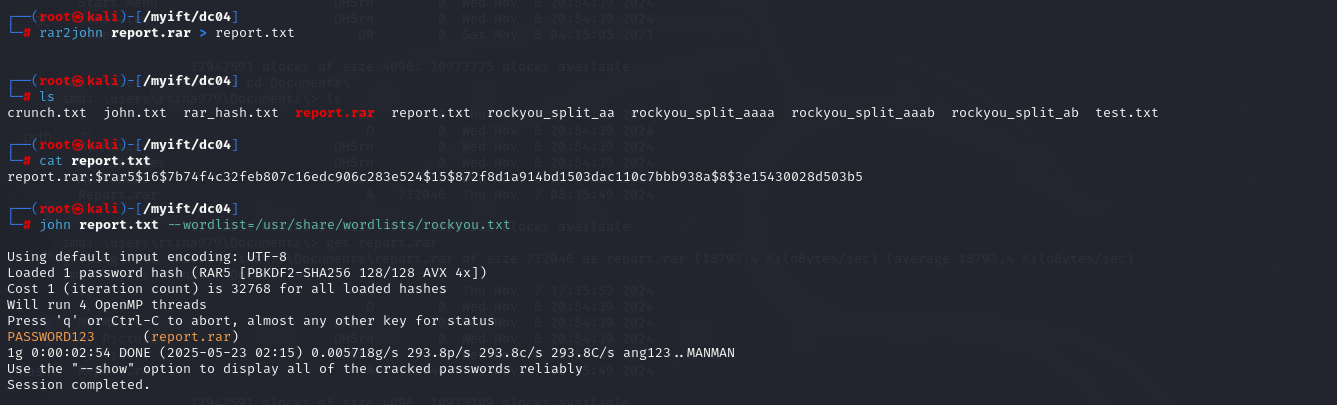 ┌──(root㉿kali)-[/myift/dc04]
└─# rar2john report.rar > report.txt
┌──(root㉿kali)-[/myift/dc04]
└─# ls
crunch.txt  john.txt  rar_hash.txt  report.rar  report.txt  rockyou_split_aa  rockyou_split_aaaa  rockyou_split_aaab  rockyou_split_ab  test.txt
┌──(root㉿kali)-[/myift/dc04]
└─# cat report.txt
report.rar:$rar5$16$7b74f4c32feb807c16edc906c283e524$15$872f8d1a914bd1503dac110c7bbb938a$8$3e15430028d503b5
┌──(root㉿kali)-[/myift/dc04]
└─# john report.txt --wordlist=/usr/share/wordlists/rockyou.txt
Using default input encoding: UTF-8
Loaded 1 password hash (RAR5 [PBKDF2-SHA256 128/128 AVX 4x])
Cost 1 (iteration count) is 32768 for all loaded hashes
Will run 4 OpenMP threads
Press 'q' or Ctrl-C to abort, almost any other key for status
PASSWORD123      (report.rar)
1g 0:00:02:54 DONE (2025-05-23 02:15) 0.005718g/s 293.8p/s 293.8c/s 293.8C/s ang123..MANMAN
Use the "--show" option to display all of the cracked passwords reliably
Session completed.